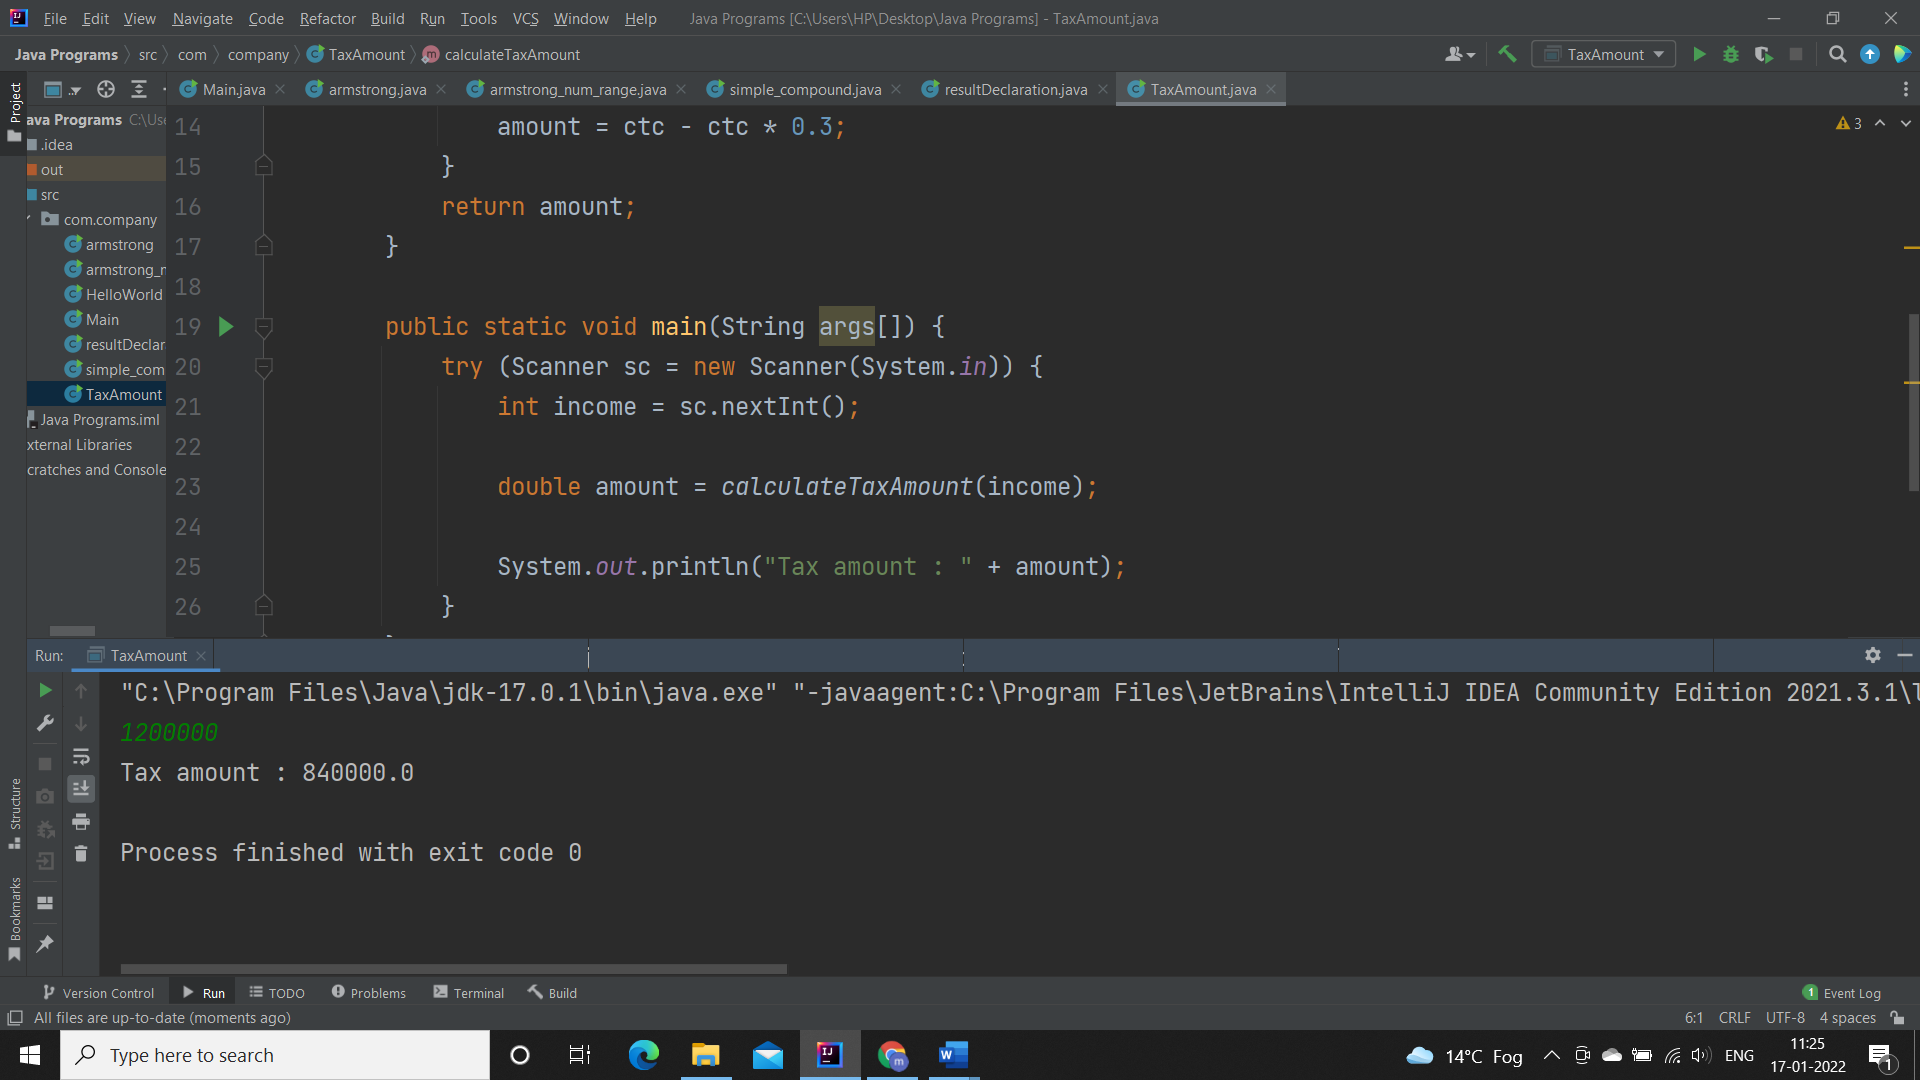 File Edit View Navigate Code Refactor Build Run Tools VCS Window Help Java Programs [C:\Users\HP\Desktop\Java Programs] - TaxAmount.java
Java Programs src com company TaxAmount calculateTaxAmount TaxAmount
Project
Main.java armstrong.java armstrong_num_range.java simple_compound.java resultDeclaration.java TaxAmount.java
ava Programs C:\Use
.idea
out
src
com.company
armstrong
armstrong_r
HelloWorld
Main
resultDeclar
simple_com
TaxAmount
Java Programs.iml
xternal Libraries
cratches and Console
3
14 amount = ctc - ctc * 0.3;
15 }
16 return amount;
17 }
18
19 public static void main(String args[]) {
20 try (Scanner sc = new Scanner(System.in)) {
21 int income = sc.nextInt();
22
23 double amount = calculateTaxAmount(income);
24
25 System.out.println("Tax amount : " + amount);
26 }
Run: TaxAmount
"C:\Program Files\Java\jdk-17.0.1\bin\java.exe" "-javaagent:C:\Program Files\JetBrains\IntelliJ IDEA Community Edition 2021.3.1\l
1200000
Tax amount : 840000.0
Process finished with exit code 0
Structure
Bookmarks
Version Control Run TODO Problems Terminal Build 1 Event Log
All files are up-to-date (moments ago) 6:1 CRLF UTF-8 4 spaces
Type here to search 14°C Fog ENG 11:25
17-01-2022 1